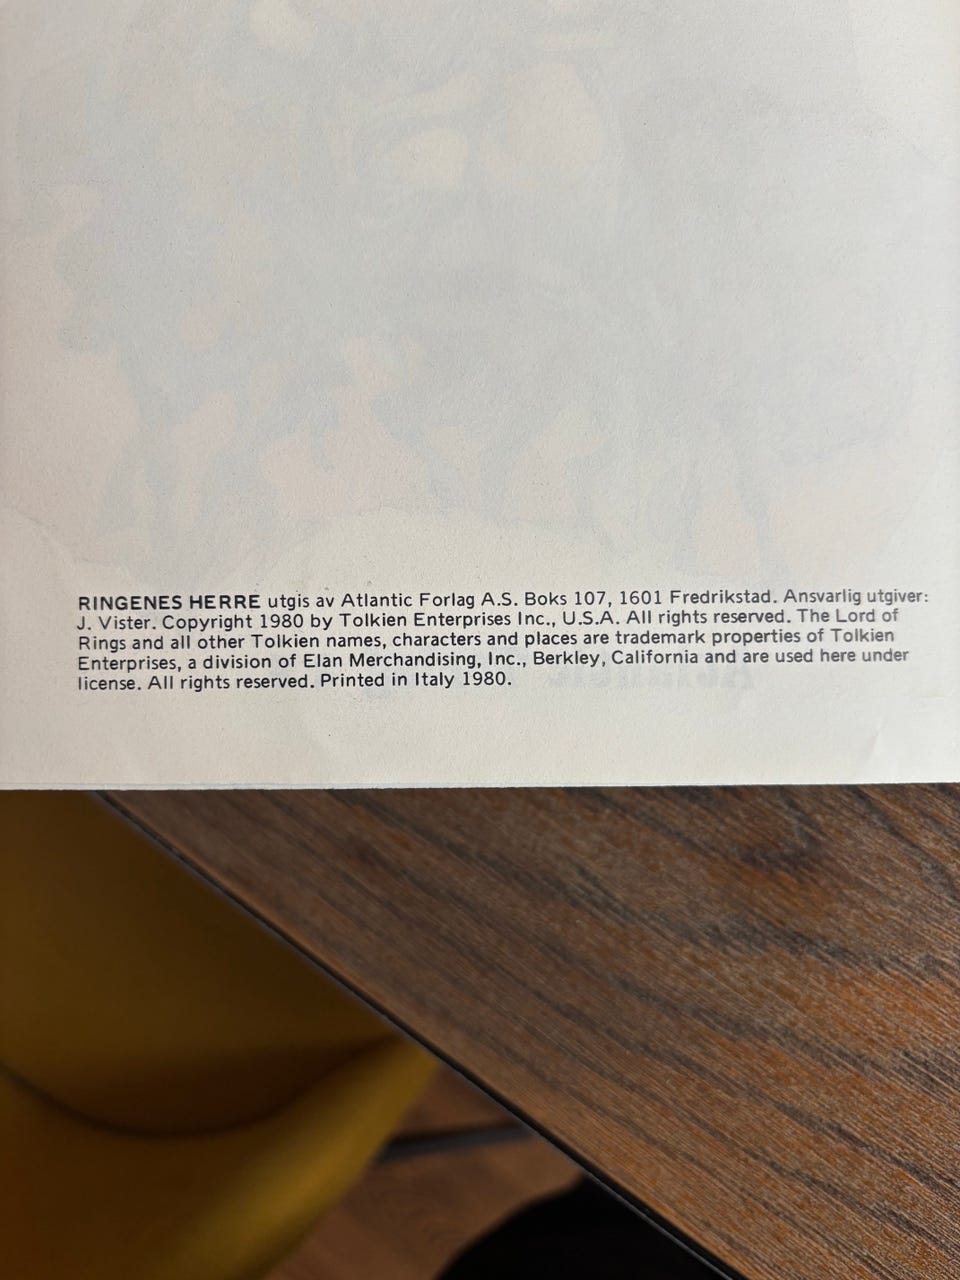 RINGENES HERRE utgis av Atlantic Forlag A.S. Boks 107, 1601 Fredrikstad. Ansvarlig utgiver:
J. Vister. Copyright 1980 by Tolkien Enterprises Inc., U.S.A. All rights reserved. The Lord of
Rings and all other Tolkien names, characters and places are trademark properties of Tolkien
Enterprises, a division of Elan Merchandising, Inc., Berkley, California and are used here under
license. All rights reserved. Printed in Italy 1980.